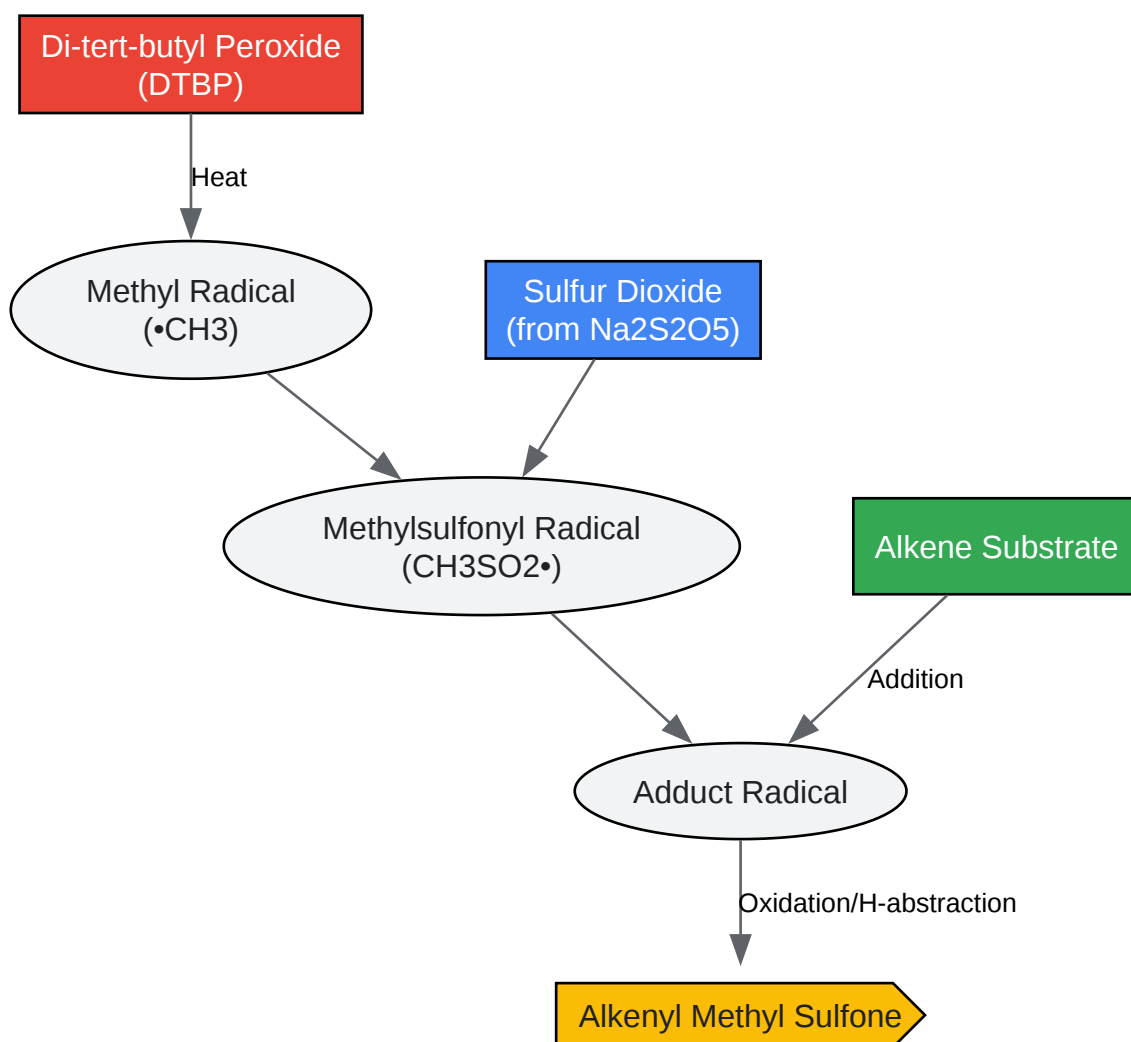 Di-tert-butyl Peroxide
(DTBP)
Heat
Methyl Radical
(•CH3)
Sulfur Dioxide
(from Na2S2O5)
Methylsulfonyl Radical
(CH3SO2•)
Alkene Substrate
Addition
Adduct Radical
Oxidation/H-abstraction
Alkenyl Methyl Sulfone